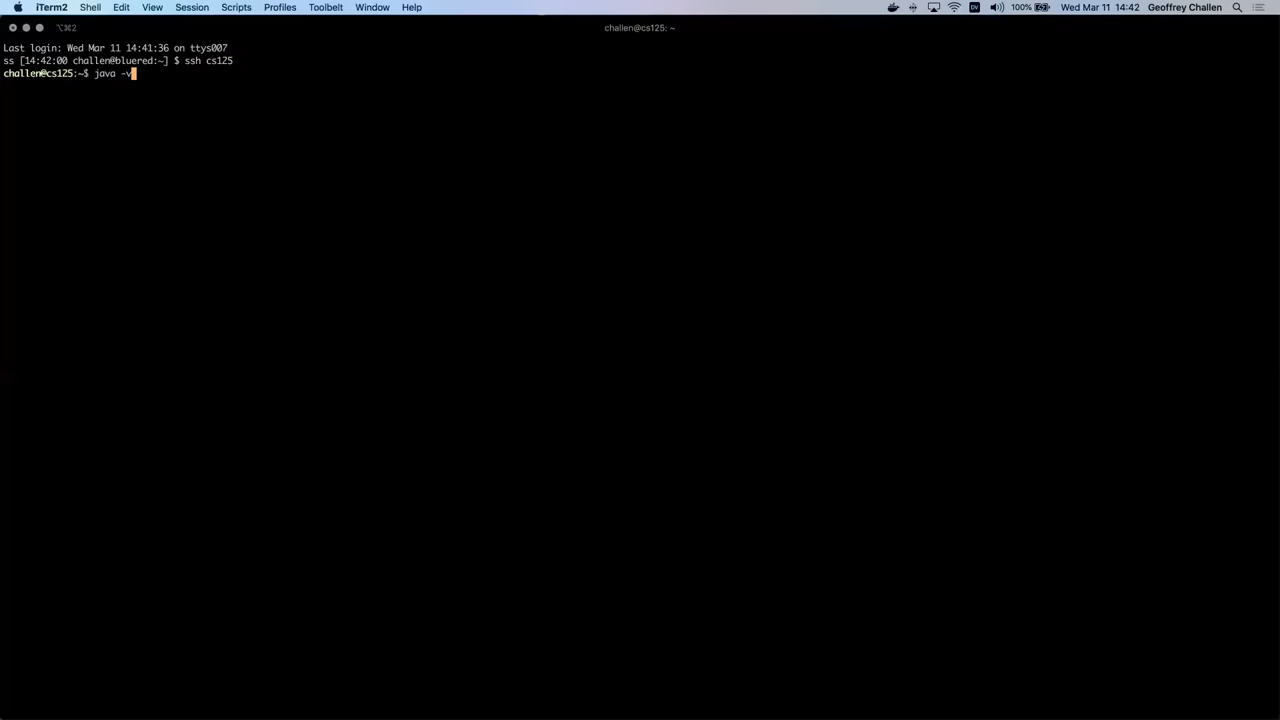 iTerm2 Shell Edit View Session Scripts Profiles Toolbelt Window Help 100% Wed Mar 11 14:42 Geoffrey Challen
⌥⌘2 challen@cs125: ~
Last login: Wed Mar 11 14:41:36 on ttys007
ss [14:42:00 challen@bluered:~] $ ssh cs125
challen@cs125:~$ java -v